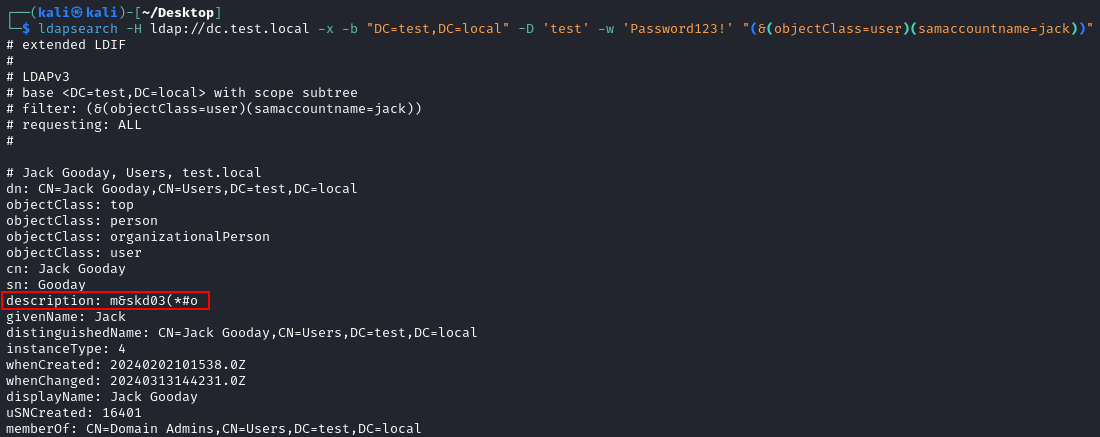 ┌──(kali㉿kali)-[~/Desktop]
└─$ ldapsearch -H ldap://dc.test.local -x -b "DC=test,DC=local" -D 'test' -w 'Password123!' "(&(objectClass=user)(samaccountname=jack))"
# extended LDIF
#
# LDAPv3
# base <DC=test,DC=local> with scope subtree
# filter: (&(objectClass=user)(samaccountname=jack))
# requesting: ALL
#
# Jack Gooday, Users, test.local
dn: CN=Jack Gooday,CN=Users,DC=test,DC=local
objectClass: top
objectClass: person
objectClass: organizationalPerson
objectClass: user
cn: Jack Gooday
sn: Gooday
description: m&skd03(*#o
givenName: Jack
distinguishedName: CN=Jack Gooday,CN=Users,DC=test,DC=local
instanceType: 4
whenCreated: 20240202101538.0Z
whenChanged: 20240313144231.0Z
displayName: Jack Gooday
uSNCreated: 16401
memberOf: CN=Domain Admins,CN=Users,DC=test,DC=local